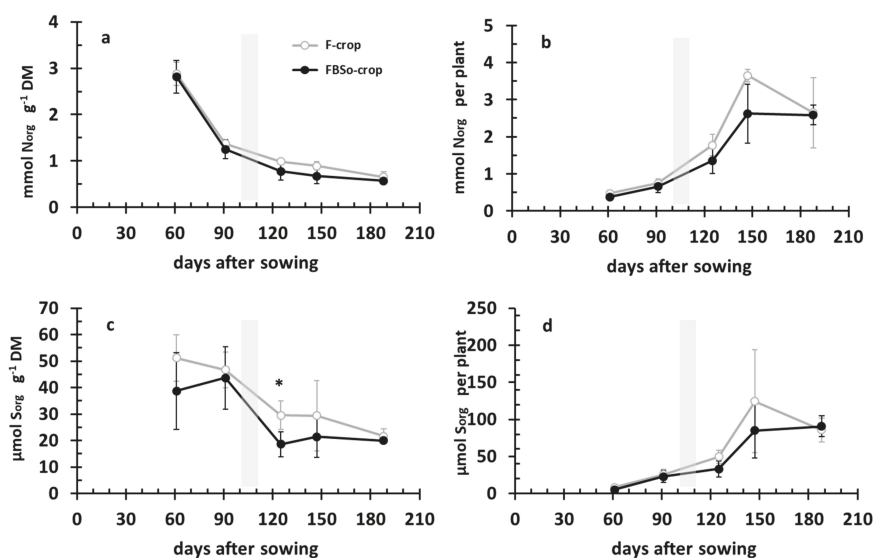 a
F-crop
FBSo-crop
mmol Norg g-1 DM
4
3
2
1
0
0 30 60 90 120 150 180 210
days after sowing
b
mmol Norg per plant
5
4
3
2
1
0
0 30 60 90 120 150 180 210
days after sowing
c
*
µmol Sorg g-1 DM
70
60
50
40
30
20
10
0
0 30 60 90 120 150 180 210
days after sowing
d
µmol Sorg per plant
250
200
150
100
50
0
0 30 60 90 120 150 180 210
days after sowing